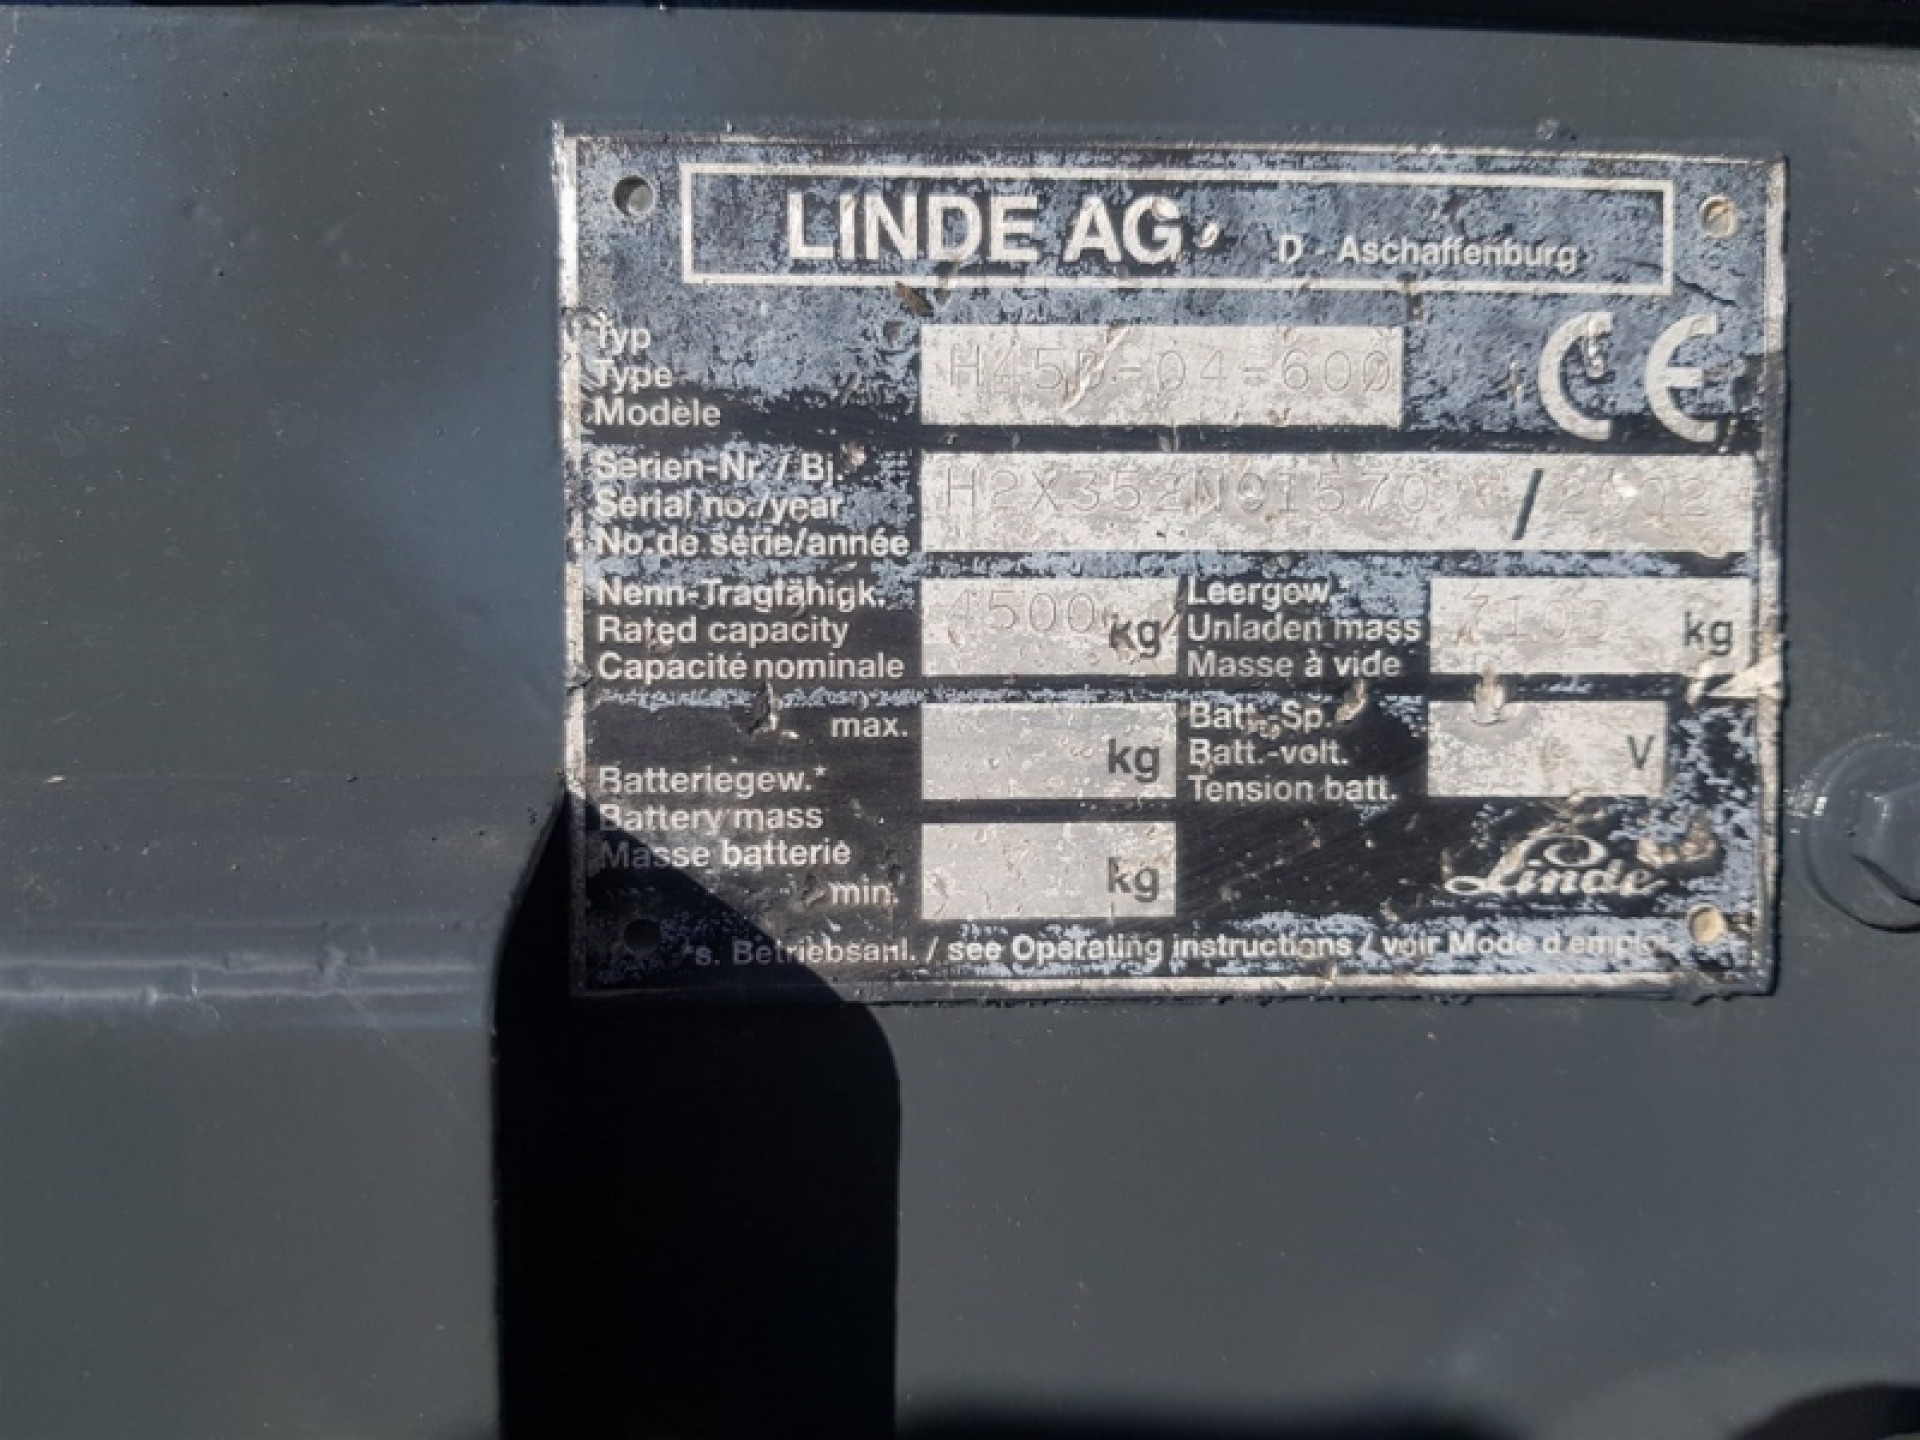 LINDE AG. D - Aschaffenburg
Typ
Type H45D-04-600
Modèle
CE
Serien-Nr. / Bj.
Serial no./year / 2002
No.de série/année
Nenn-Tragfähigk. 4500 kg Leergew.* kg
Rated capacity Unladen mass
Capacité nominale Masse à vide
max. kg Batt.-Sp. V
Batt.-volt.
Batteriegew.* Tension batt.
Battery mass
Masse batterie
min. kg Linde
*s. Betriebsanl. / see Operating instructions / voir Mode d'emploi